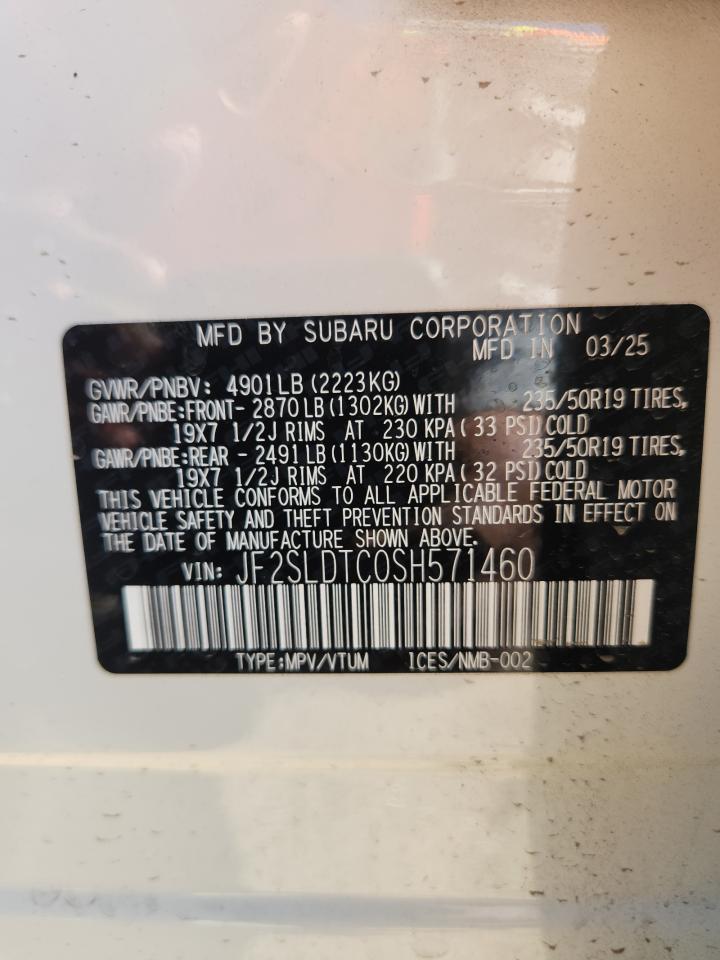 MFD BY SUBARU CORPORATION
MFD IN 03/25
GVWR/PNBV: 4901LB(2223KG)
GAWR/PNBE:FRONT- 2870LB(1302KG)WITH 235/50R19 TIRES,
19X7 1/2J RIMS AT 230 KPA( 33 PSI)COLD
GAWR/PNBE:REAR - 2491LB(1130KG)WITH 235/50R19 TIRES,
19X7 1/2J RIMS AT 220 KPA( 32 PSI)COLD
THIS VEHICLE CONFORMS TO ALL APPLICABLE FEDERAL MOTOR
VEHICLE SAFETY AND THEFT PREVENTION STANDARDS IN EFFECT ON
THE DATE OF MANUFACTURE SHOWN ABOVE.
VIN: JF2SLDTC0SH571460
TYPE:MPV/VTUM ICES/NMB-002